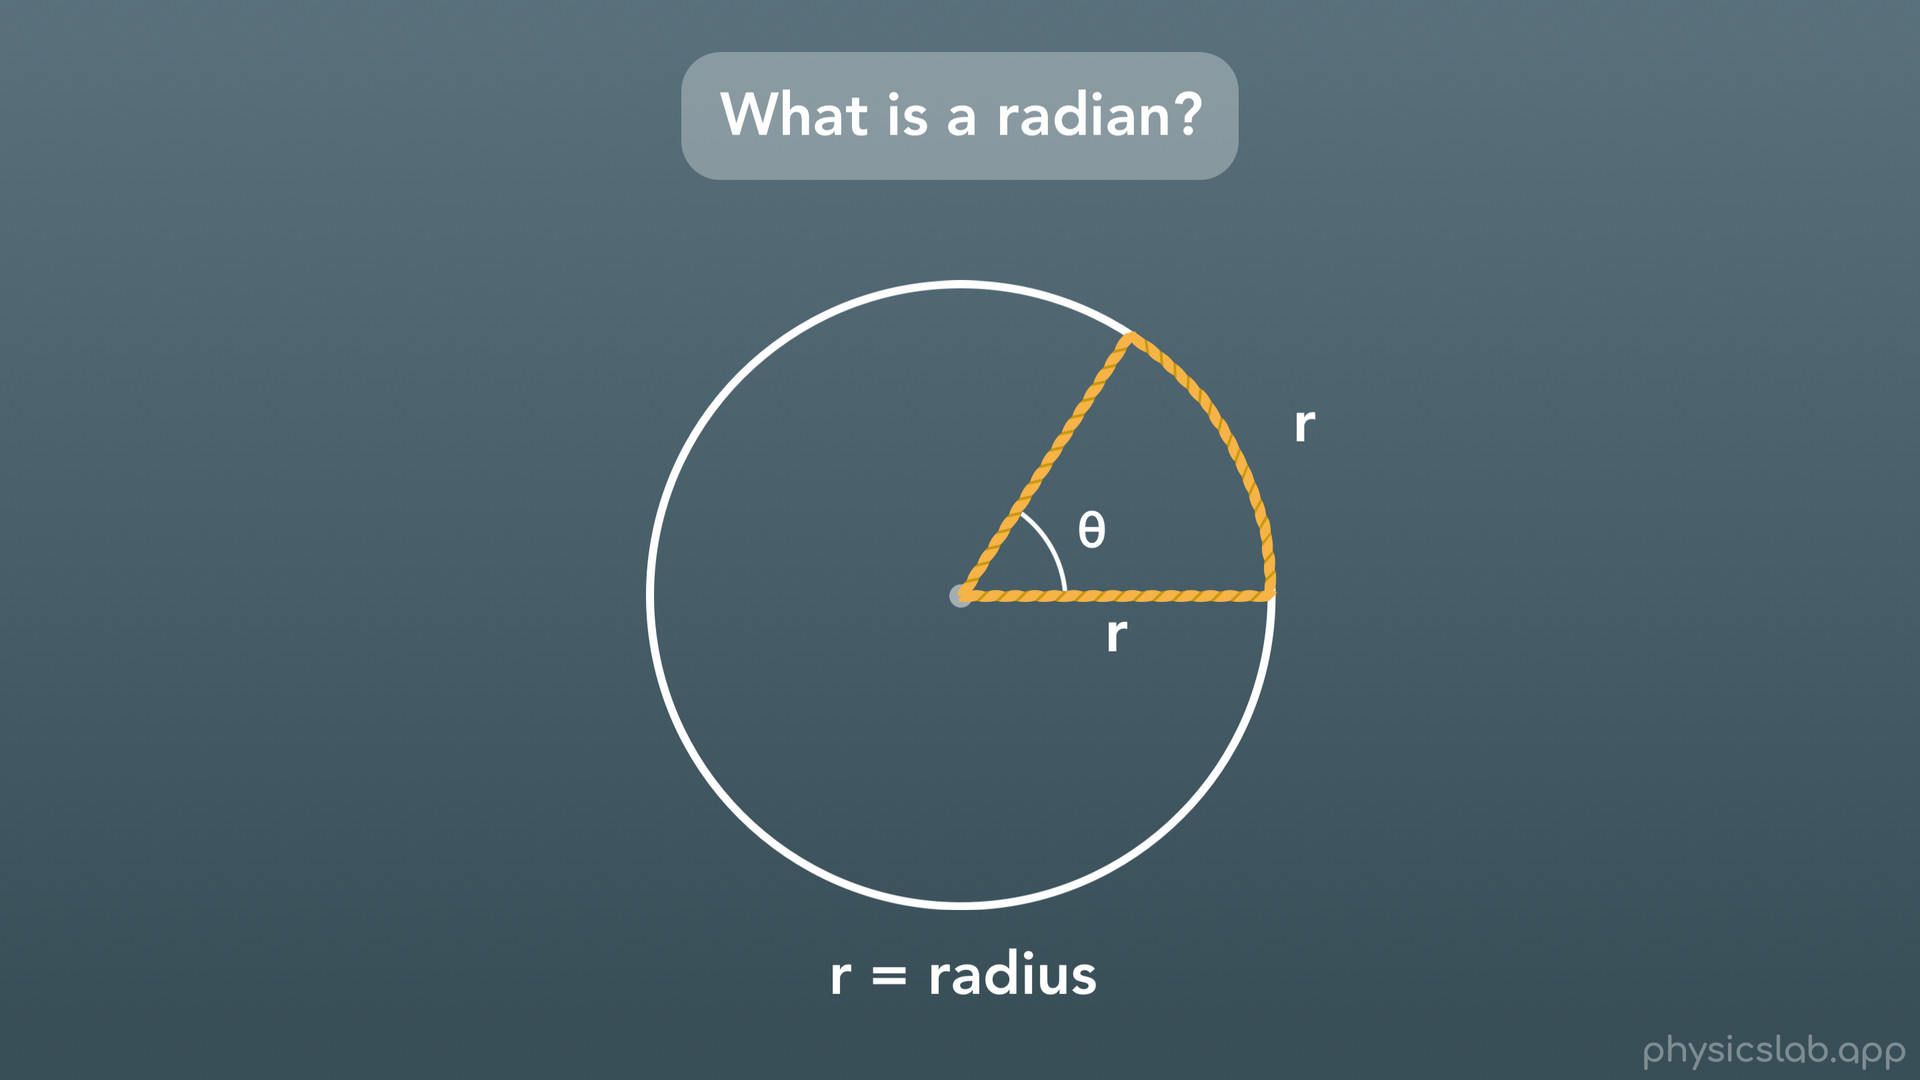 What is a radian?
r
θ
r
r = radius
physicslab.app